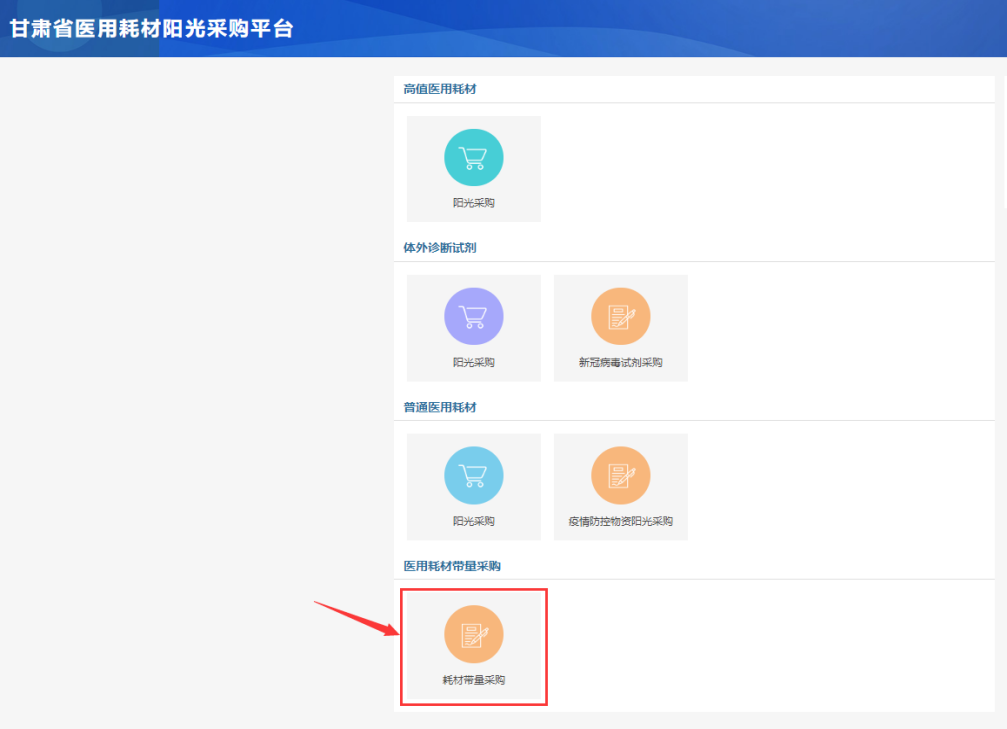 甘肃省医用耗材阳光采购平台
高值医用耗材
阳光采购
体外诊断试剂
阳光采购
新冠病毒试剂采购
普通医用耗材
阳光采购
疫情防控物资阳光采购
医用耗材带量采购
耗材带量采购